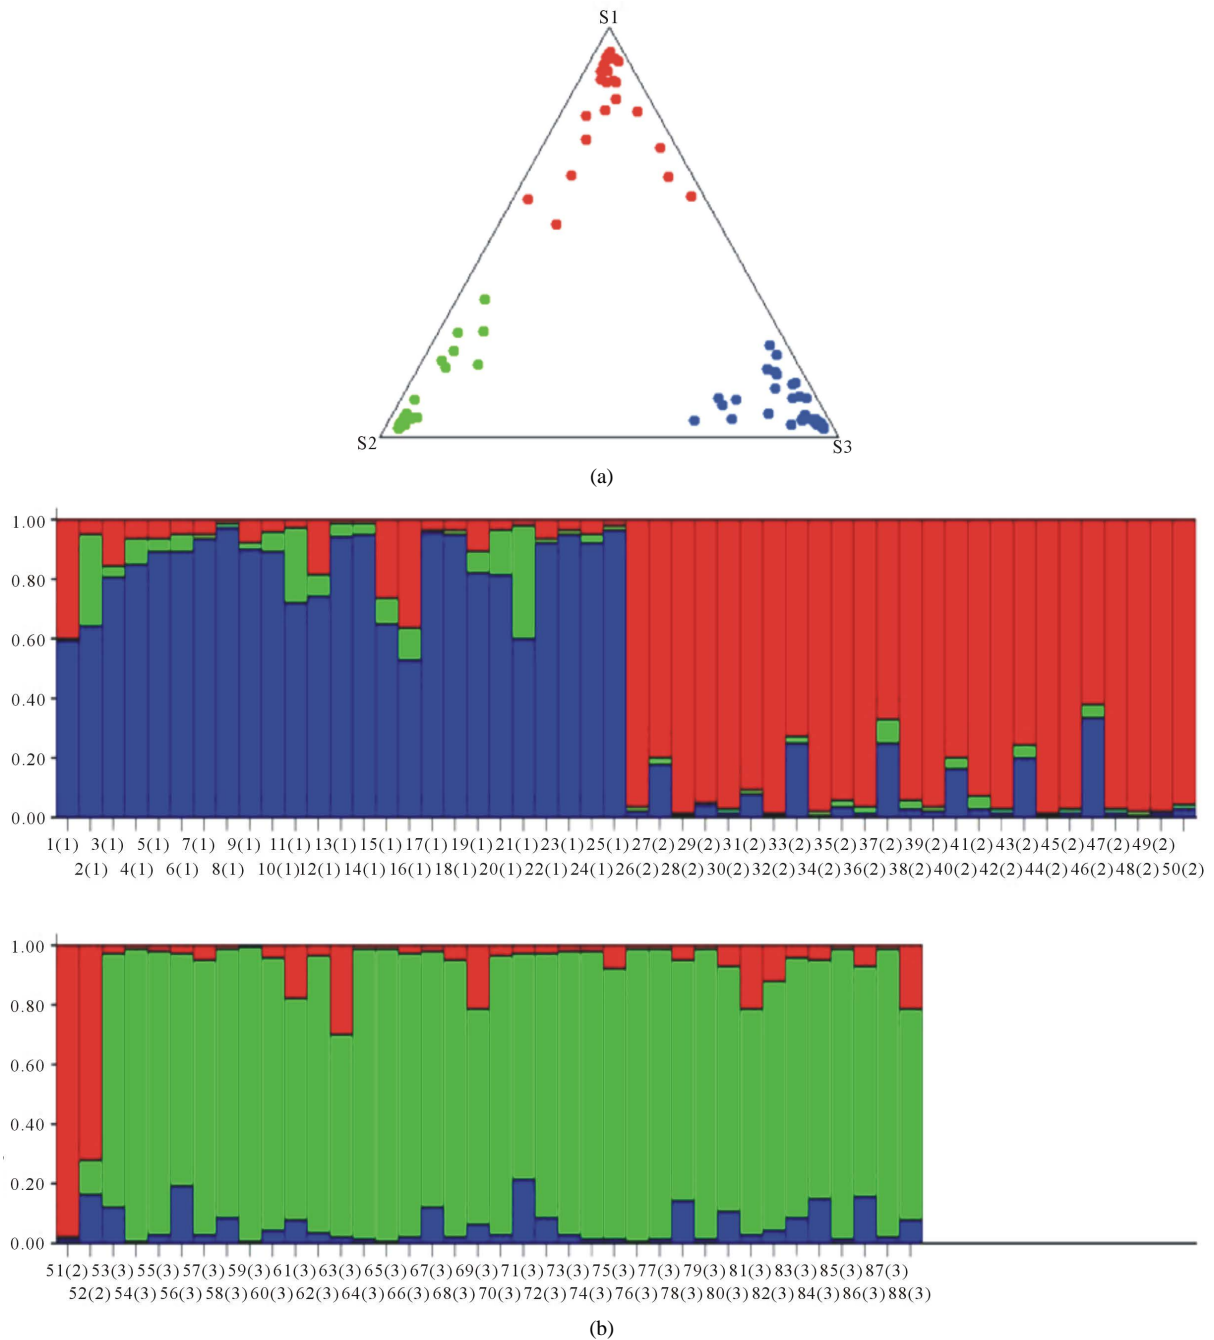 S1
S2
S3
(a)
1.00
0.80
0.60
0.40
0.20
0.00
1(1) 3(1) 5(1) 7(1) 9(1) 11(1) 13(1) 15(1) 17(1) 19(1) 21(1) 23(1) 25(1) 27(2) 29(2) 31(2) 33(2) 35(2) 37(2) 39(2) 41(2) 43(2) 45(2) 47(2) 49(2)
2(1) 4(1) 6(1) 8(1) 10(1) 12(1) 14(1) 16(1) 18(1) 20(1) 22(1) 24(1) 26(2) 28(2) 30(2) 32(2) 34(2) 36(2) 38(2) 40(2) 42(2) 44(2) 46(2) 48(2) 50(2)
1.00
0.80
0.60
0.40
0.20
0.00
51(2) 53(3) 55(3) 57(3) 59(3) 61(3) 63(3) 65(3) 67(3) 69(3) 71(3) 73(3) 75(3) 77(3) 79(3) 81(3) 83(3) 85(3) 87(3)
52(2) 54(3) 56(3) 58(3) 60(3) 62(3) 64(3) 66(3) 68(3) 70(3) 72(3) 74(3) 76(3) 78(3) 80(3) 82(3) 84(3) 86(3) 88(3)
(b)